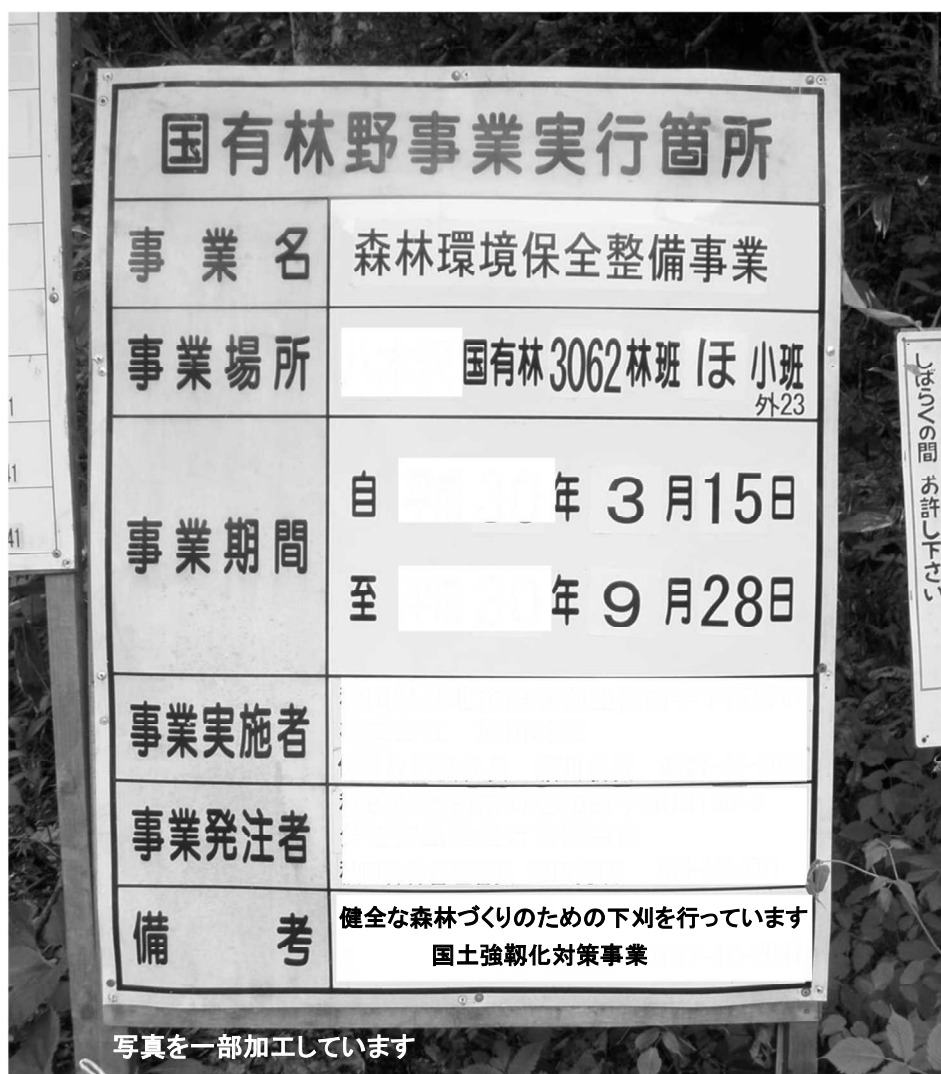 国有林野事業実行箇所
事業名 森林環境保全整備事業
事業場所 国有林3062林班 ほ 小班
外23
事業期間
自 年 3 月15日
至 年 9 月28日
事業実施者
事業発注者
備考 健全な森林づくりのための下刈を行っています
国土強靱化対策事業
写真を一部加工しています
しばらくの間 お許し下さい
1
41
41